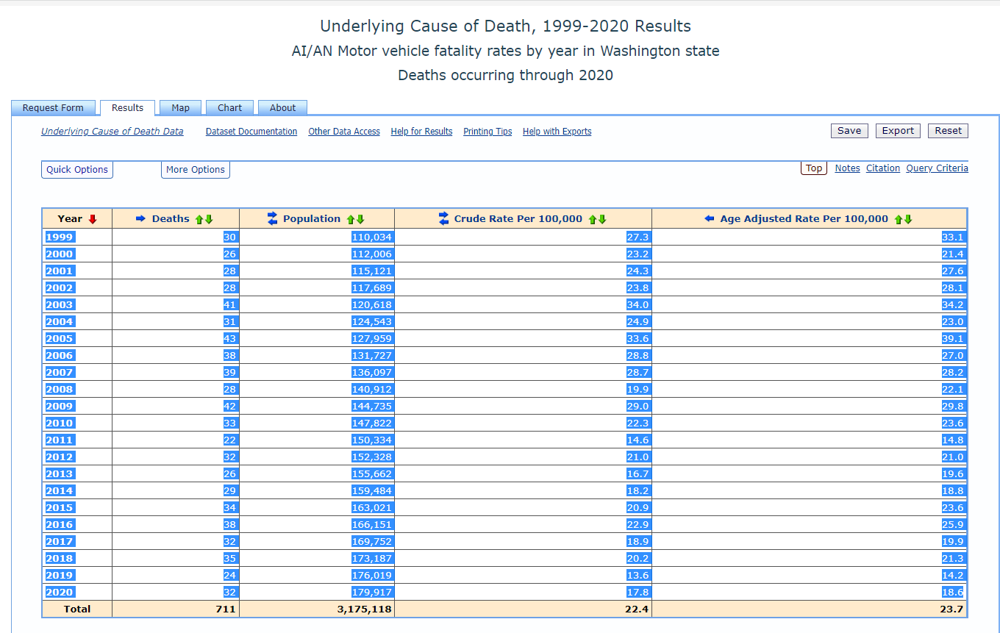 Underlying Cause of Death, 1999-2020 Results
AI/AN Motor vehicle fatality rates by year in Washington state
Deaths occurring through 2020
Request Form Results Map Chart About
Underlying Cause of Death Data Dataset Documentation Other Data Access Help for Results Printing Tips Help with Exports Save Export Reset
Quick Options More Options Top Notes Citation Query Criteria
Year Deaths Population Crude Rate Per 100,000 Age Adjusted Rate Per 100,000
1999 30 110,034 27.3 33.1
2000 26 112,006 23.2 21.4
2001 28 115,121 24.3 27.6
2002 28 117,689 23.8 28.1
2003 41 120,618 34.0 34.2
2004 31 124,543 24.9 23.0
2005 43 127,959 33.6 39.1
2006 38 131,727 28.8 27.0
2007 39 136,097 28.7 28.2
2008 28 140,912 19.9 22.1
2009 42 144,735 29.0 29.8
2010 33 147,822 22.3 23.6
2011 22 150,334 14.6 14.8
2012 32 152,328 21.0 21.0
2013 26 155,662 16.7 19.6
2014 29 159,484 18.2 18.8
2015 34 163,021 20.9 23.6
2016 38 166,151 22.9 25.9
2017 32 169,752 18.9 19.9
2018 35 173,187 20.2 21.3
2019 24 176,019 13.6 14.2
2020 32 179,917 17.8 18.6
Total 711 3,175,118 22.4 23.7